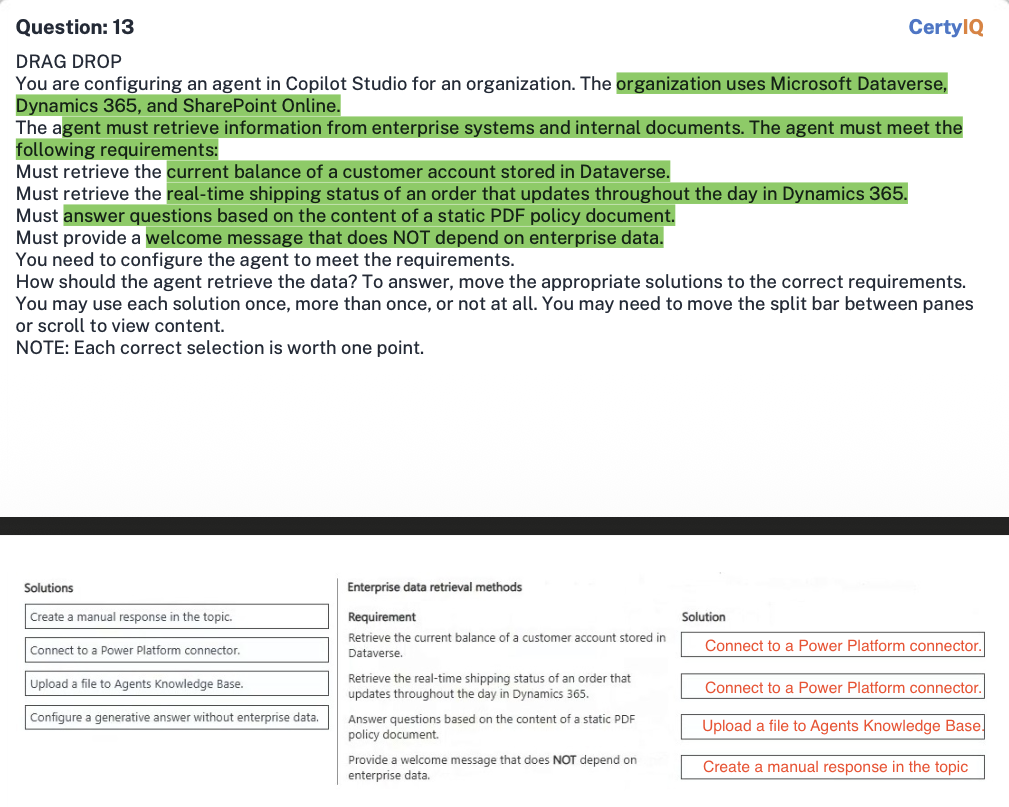 Question: 13
CertyIQ
DRAG DROP
You are configuring an agent in Copilot Studio for an organization. The organization uses Microsoft Dataverse,
Dynamics 365, and SharePoint Online.
The agent must retrieve information from enterprise systems and internal documents. The agent must meet the
following requirements:
Must retrieve the current balance of a customer account stored in Dataverse.
Must retrieve the real-time shipping status of an order that updates throughout the day in Dynamics 365.
Must answer questions based on the content of a static PDF policy document.
Must provide a welcome message that does NOT depend on enterprise data.
You need to configure the agent to meet the requirements.
How should the agent retrieve the data? To answer, move the appropriate solutions to the correct requirements.
You may use each solution once, more than once, or not at all. You may need to move the split bar between panes
or scroll to view content.
NOTE: Each correct selection is worth one point.
Solutions
Create a manual response in the topic.
Connect to a Power Platform connector.
Upload a file to Agents Knowledge Base.
Configure a generative answer without enterprise data.
Enterprise data retrieval methods
Requirement
Solution
Retrieve the current balance of a customer account stored in
Dataverse.
Connect to a Power Platform connector.
Retrieve the real-time shipping status of an order that
updates throughout the day in Dynamics 365.
Connect to a Power Platform connector.
Answer questions based on the content of a static PDF
policy document.
Upload a file to Agents Knowledge Base.
Provide a welcome message that does NOT depend on
enterprise data.
Create a manual response in the topic